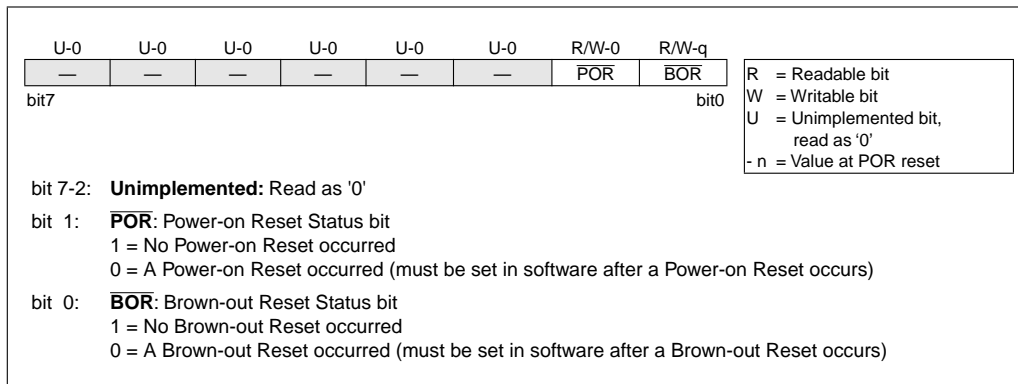 U-0 U-0 U-0 U-0 U-0 U-0 R/W-0 R/W-q
— — — — — — P̅O̅R̅ B̅O̅R̅
bit7 bit0
R = Readable bit
W = Writable bit
U = Unimplemented bit,
read as ‘0’
- n = Value at POR reset
bit 7-2: Unimplemented: Read as '0'
bit 1: P̅O̅R̅: Power-on Reset Status bit
1 = No Power-on Reset occurred
0 = A Power-on Reset occurred (must be set in software after a Power-on Reset occurs)
bit 0: B̅O̅R̅: Brown-out Reset Status bit
1 = No Brown-out Reset occurred
0 = A Brown-out Reset occurred (must be set in software after a Brown-out Reset occurs)